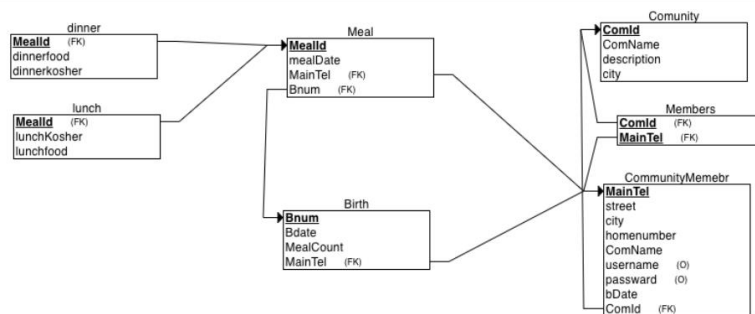 dinner
MealId (FK)
dinnerfood
dinnerkosher
lunch
MealId (FK)
lunchKosher
lunchfood
Meal
MealId
mealDate
MainTel (FK)
Bnum (FK)
Birth
Bnum
Bdate
MealCount
MainTel (FK)
Comunity
ComId
ComName
description
city
Members
ComId (FK)
MainTel (FK)
CommunityMemebr
MainTel
street
city
homenumber
ComName
username (O)
passward (O)
bDate
ComId (FK)